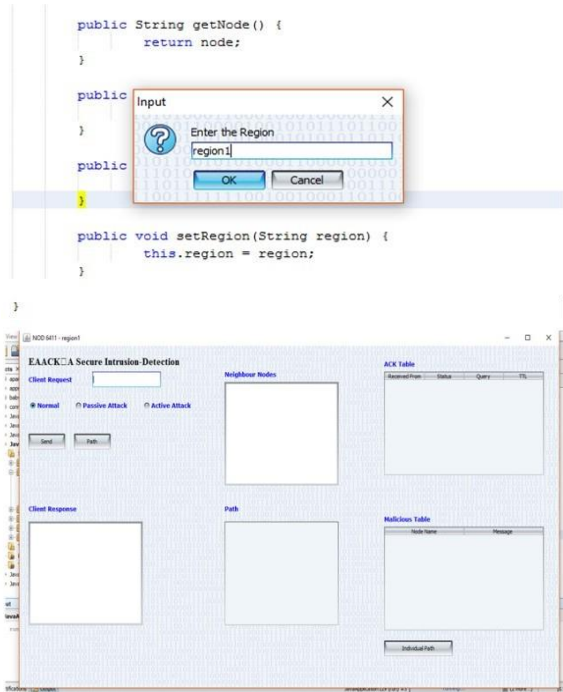 public String getNode() {
return node;
}
public
Input
}
Enter the Region
region1
public
OK Cancel
}
public void setRegion(String region) {
this.region = region;
}
}
View
NOD 6411 - region1
EAACK□A Secure Intrusion-Detection
Client Request
Normal Passive Attack Active Attack
Send Path
Neighbour Nodes
ACK Table
Received From Status Query TTL
Client Response
Path
Malicious Table
Node Name Message
Individual Path